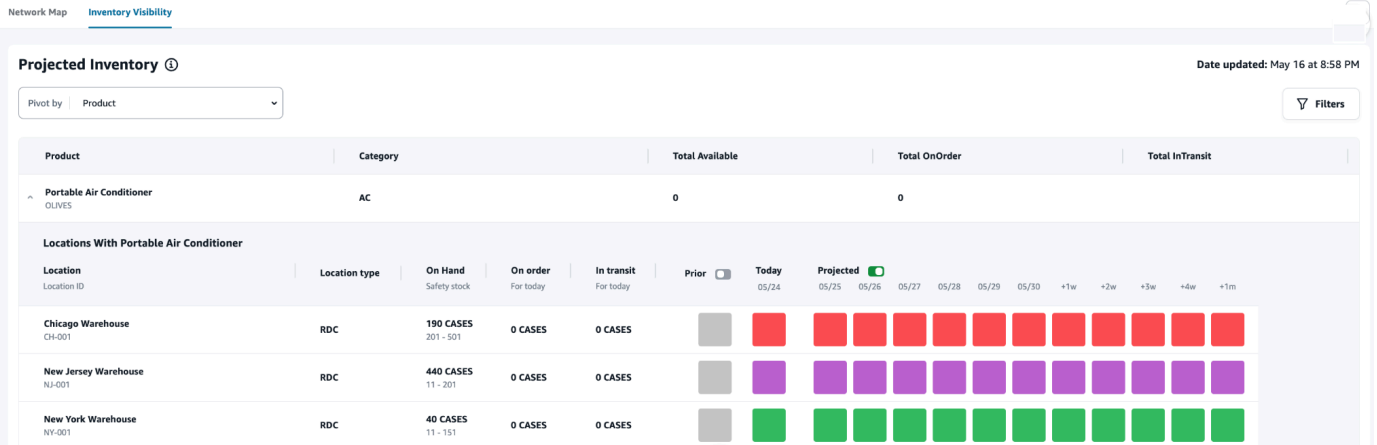 Network Map Inventory Visibility
Projected Inventory
Date updated: May 16 at 8:58 PM
Pivot by Product
Filters
Product Category Total Available Total OnOrder Total InTransit
Portable Air Conditioner
OLIVES
AC 0 0
Locations With Portable Air Conditioner
Location Location type On Hand On order In transit Prior Today Projected
Location ID Safety stock For today For today 05/24 05/25 05/26 05/27 05/28 05/29 05/30 +1w +2w +3w +4w +1m
Chicago Warehouse RDC 190 CASES 0 CASES 0 CASES
CH-001 201 - 501
New Jersey Warehouse RDC 440 CASES 0 CASES 0 CASES
NJ-001 11 - 201
New York Warehouse RDC 40 CASES 0 CASES 0 CASES
NY-001 11 - 151